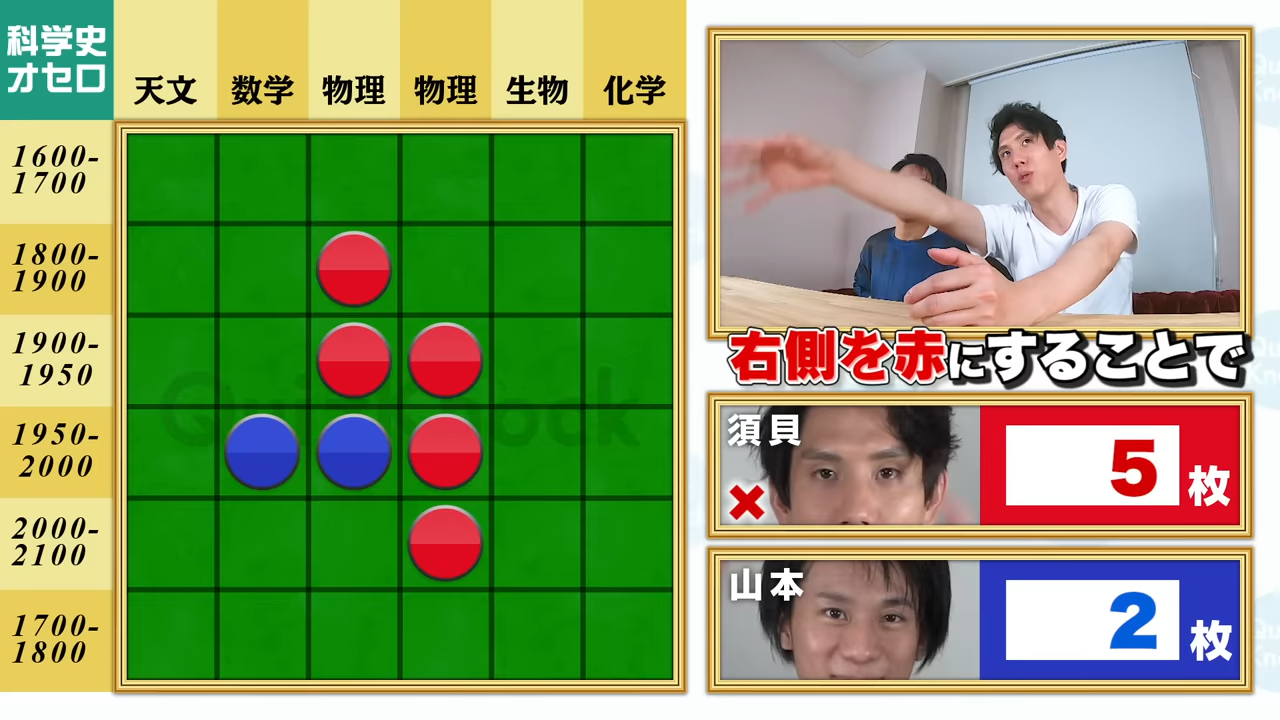 科学史
オセロ
天文 数学 物理 物理 生物 化学
1600-
1700
1800-
1900
1900-
1950
1950-
2000
2000-
2100
1700-
1800
右側を赤にすることで
須貝
×
5枚
山本
2枚